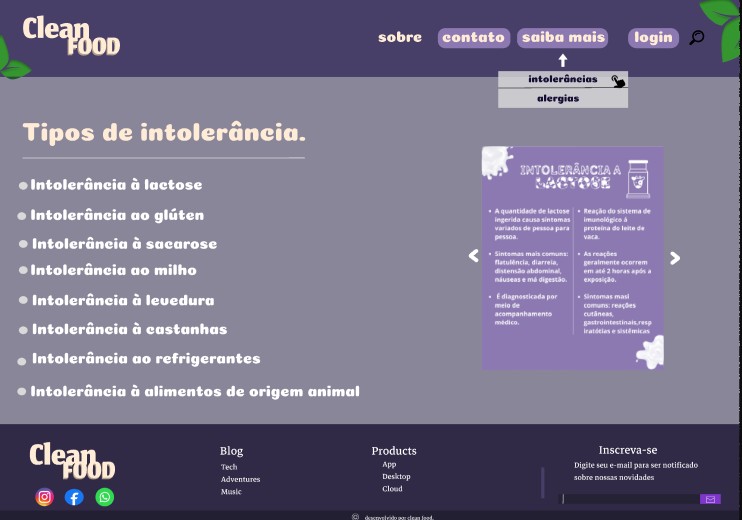 Clean
FOOD
sobre contato saiba mais login
intolerâncias
alergias
Tipos de intolerância.
Intolerância à lactose
Intolerância ao glúten
Intolerância à sacarose
Intolerância ao milho
Intolerância à levedura
Intolerância à castanhas
Intolerância ao refrigerantes
Intolerância à alimentos de origem animal
INTOLERÂNCIA A
LACTOSE
A quantidade de lactose
ingerida causa sintomas
variados de pessoa para
pessoa.
Sintomas mais comuns:
flatulência, diarreia,
distensão abdominal,
náuseas e má digestão.
É diagnosticada por
meio de
acompanhamento
médico.
Reação do sistema de
imunológico à
proteína do leite de
vaca.
As reações
geralmente ocorrem
em até 2 horas após a
exposição.
Sintomas masi
comuns: reações
cutâneas,
gastrointestinais,resp
iratórias e sistêmicas
Clean
FOOD
Blog
Tech
Adventures
Music
Products
App
Desktop
Cloud
Inscreva-se
Digite seu e-mail para ser notificado
sobre nossas novidades
© desenvolvido por clean food.